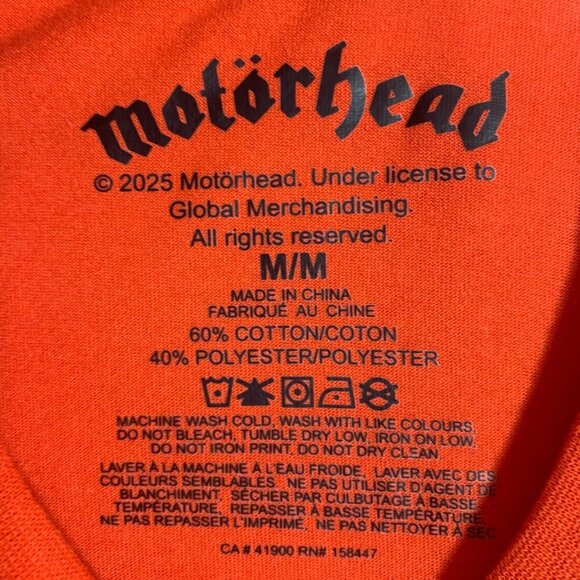 motörhead
© 2025 Motörhead. Under license to
Global Merchandising.
All rights reserved.
M/M
MADE IN CHINA
FABRIQUÉ AU CHINE
60% COTTON/COTON
40% POLYESTER/POLYESTER
MACHINE WASH COLD, WASH WITH LIKE COLOURS,
DO NOT BLEACH, TUMBLE DRY LOW, IRON ON LOW,
DO NOT IRON PRINT, DO NOT DRY CLEAN
LAVER À LA MACHINE À L'EAU FROIDE, LAVER AVEC DES
COULEURS SEMBLABLES. NE PAS UTILISER D'AGENT DE
BLANCHIMENT, SÉCHER PAR CULBUTAGE À BASSE
TEMPÉRATURE, REPASSER À BASSE TEMPÉRATURE
NE PAS REPASSER L'IMPRIMÉ, NE PAS NETTOYER À SEC
CA # 41900 RN# 158447